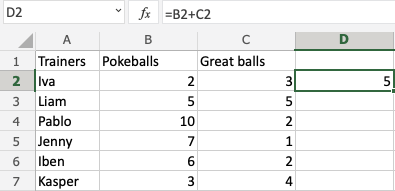 D2 fx =B2+C2
A B C D
1 Trainers Pokeballs Great balls
2 Iva 2 3 5
3 Liam 5 5
4 Pablo 10 2
5 Jenny 7 1
6 Iben 6 2
7 Kasper 3 4